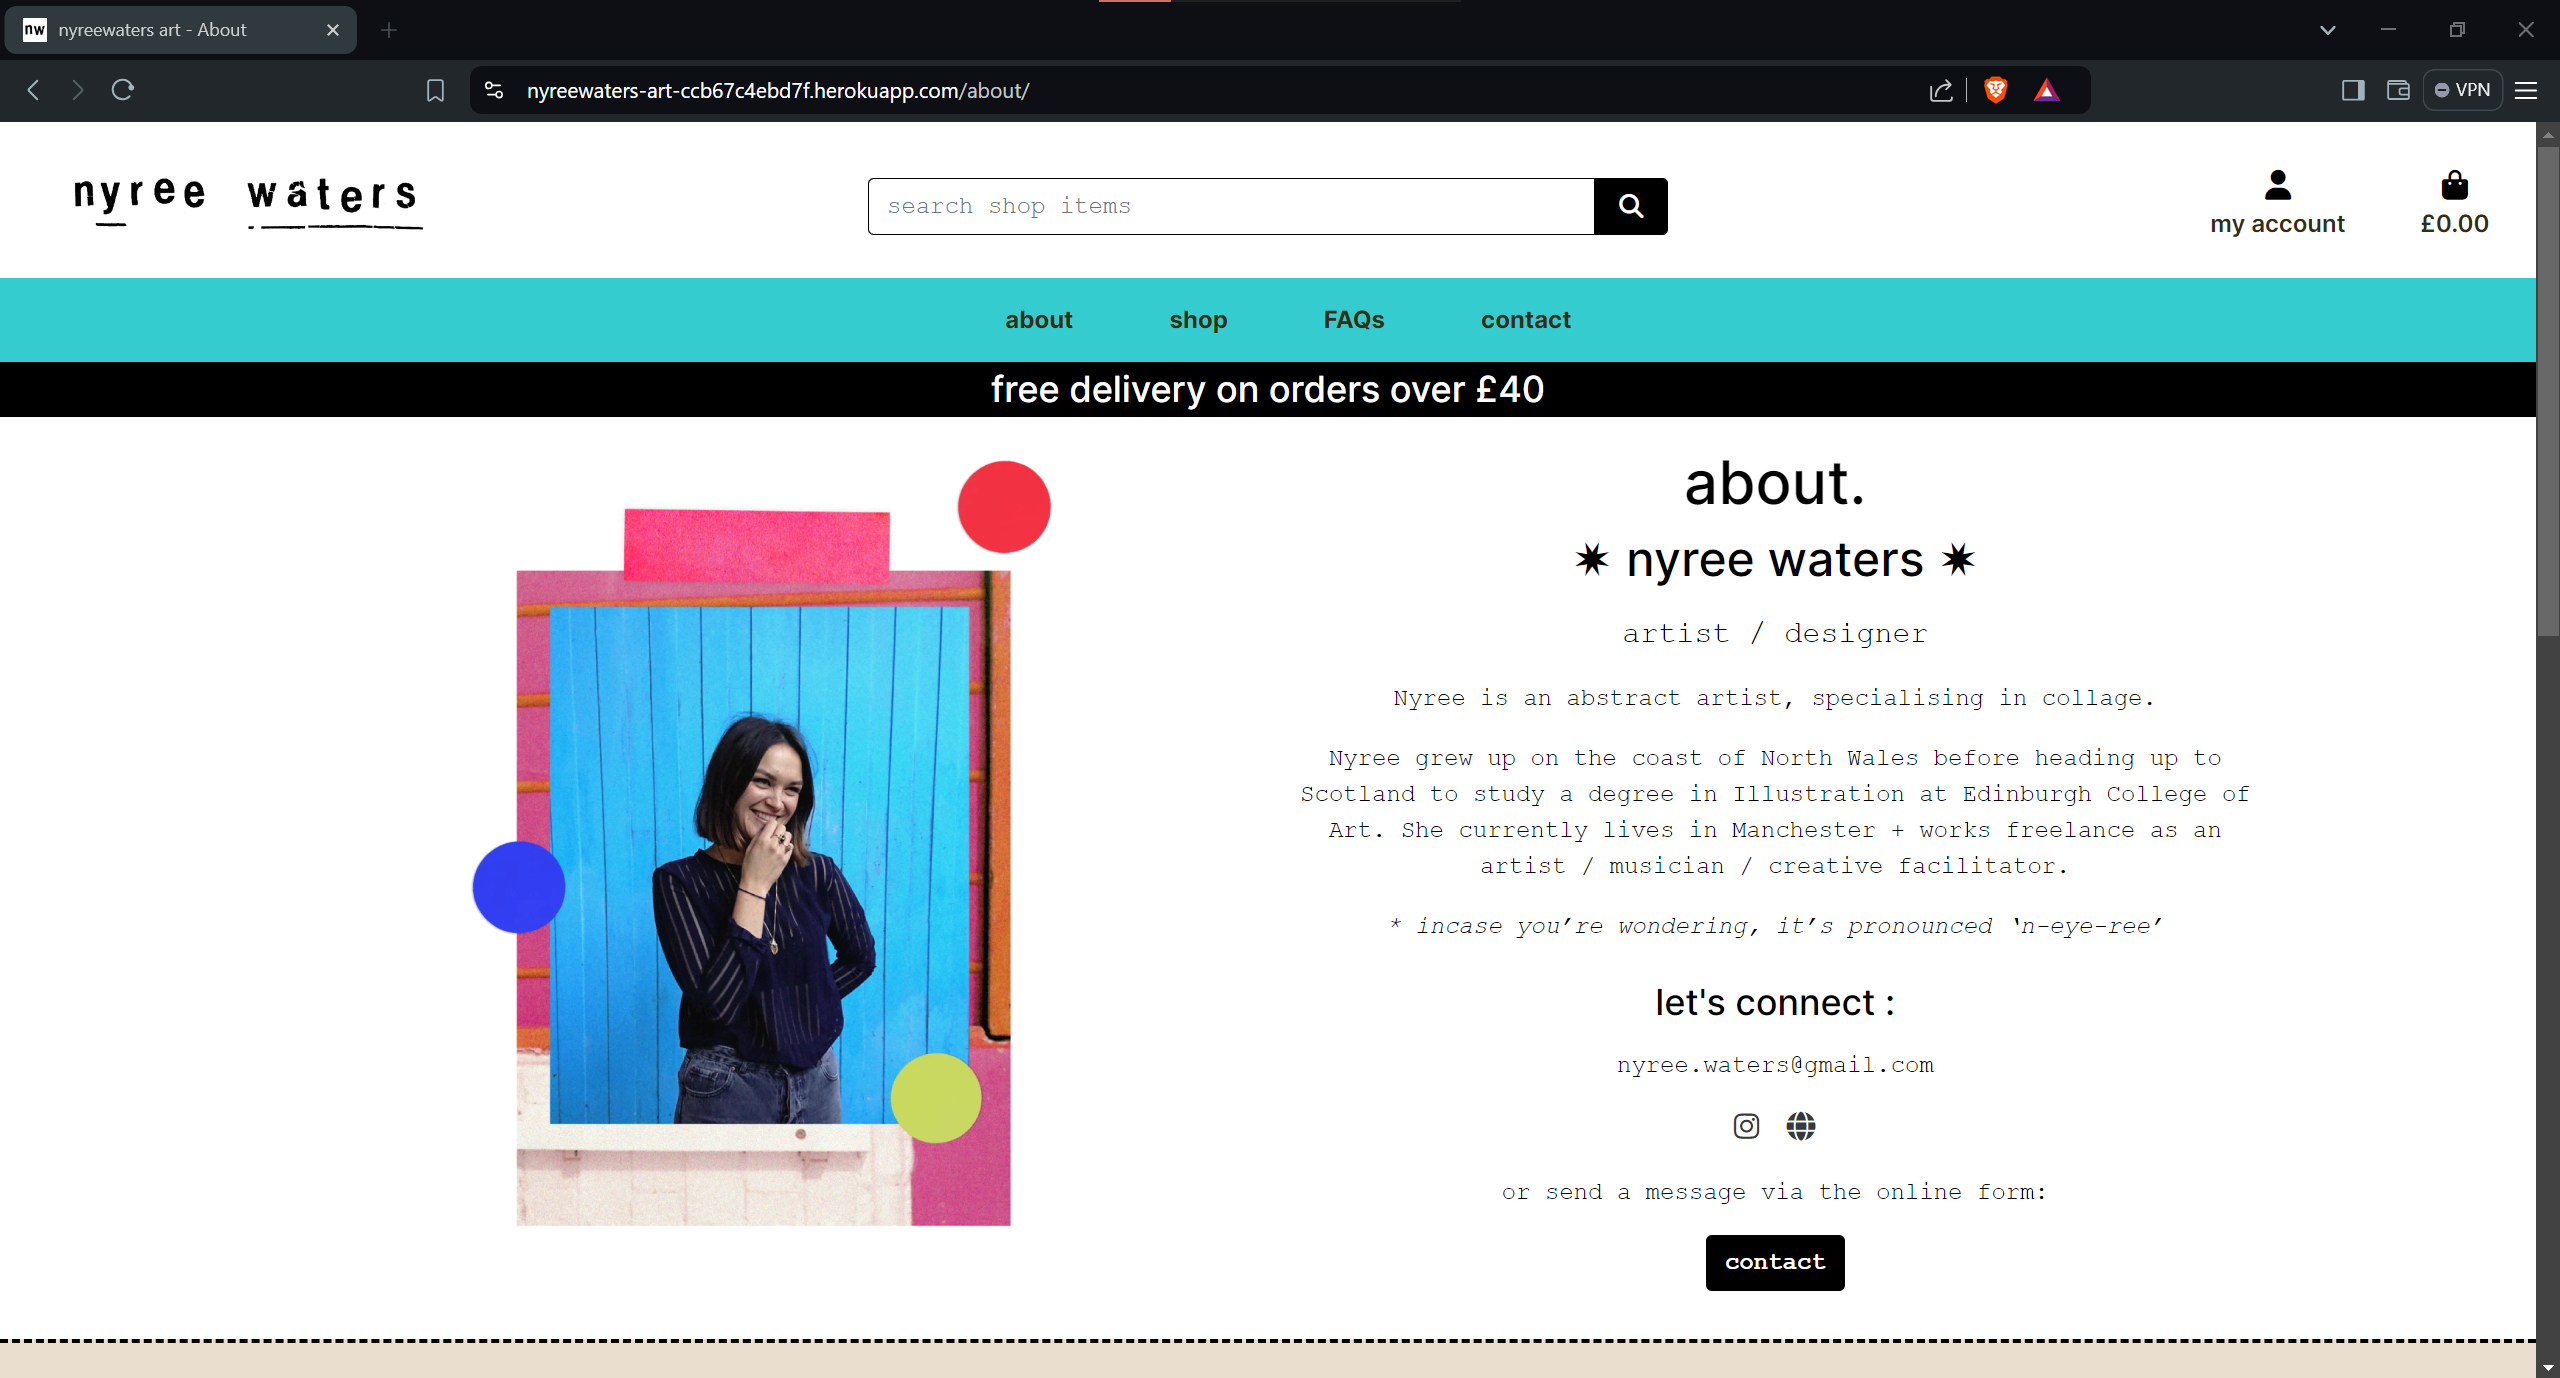 nw nyreewaters art - About
nyreewaters-art-ccb67c4ebd7f.herokuapp.com/about/
VPN
nyree waters
search shop items
my account
£0.00
about shop FAQs contact
free delivery on orders over £40
about.
✷ nyree waters ✷
artist / designer
Nyree is an abstract artist, specialising in collage.
Nyree grew up on the coast of North Wales before heading up to
Scotland to study a degree in Illustration at Edinburgh College of
Art. She currently lives in Manchester + works freelance as an
artist / musician / creative facilitator.
* incase you’re wondering, it’s pronounced ‘n-eye-ree’
let's connect :
nyree.waters@gmail.com
or send a message via the online form:
contact